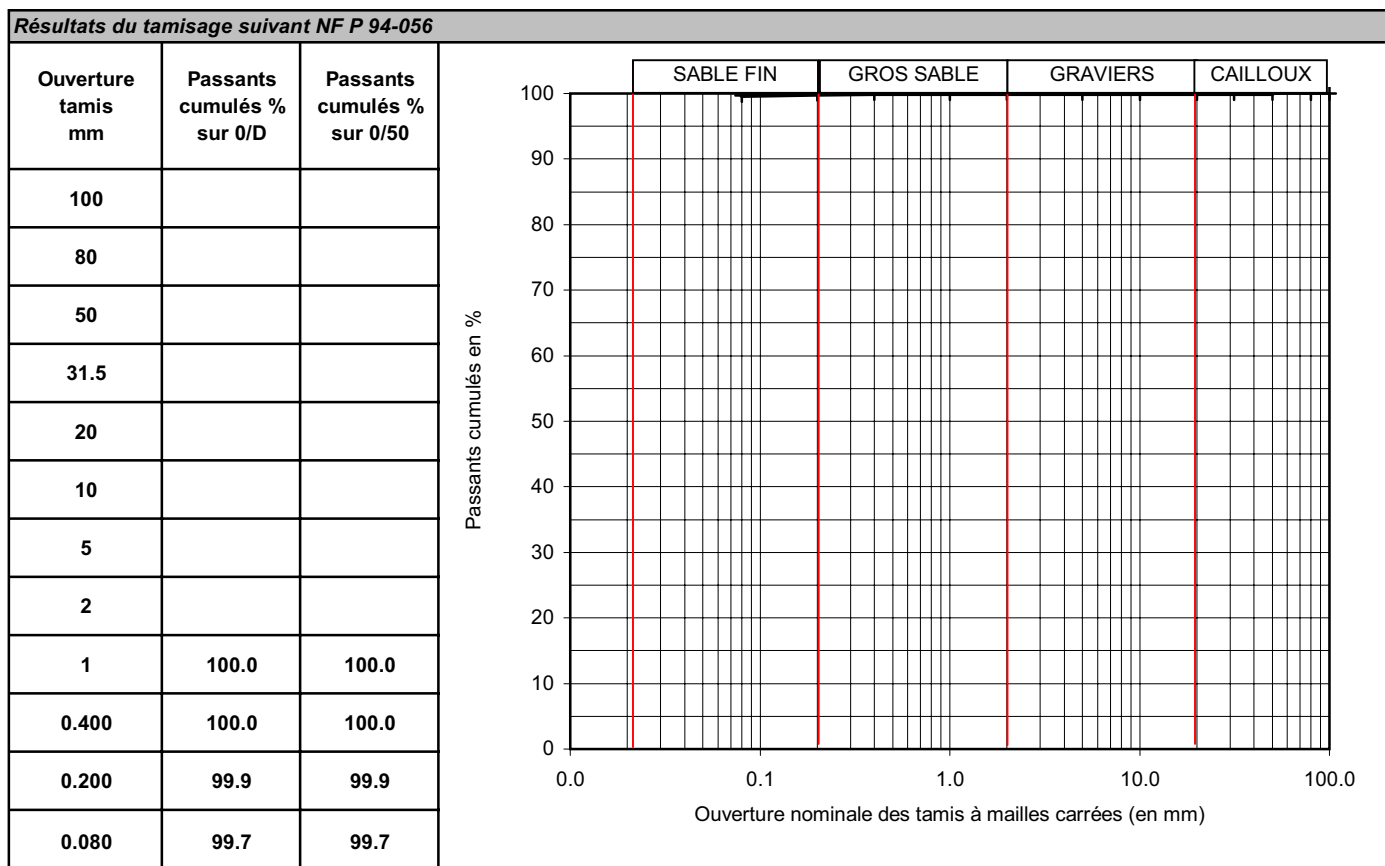 Résultats du tamisage suivant NF P 94-056
Ouverture tamis mm
Passants cumulés % sur 0/D
Passants cumulés % sur 0/50
100
80
50
31.5
20
10
5
2
1 100.0 100.0
0.400 100.0 100.0
0.200 99.9 99.9
0.080 99.7 99.7
SABLE FIN GROS SABLE GRAVIERS CAILLOUX
Passants cumulés en %
100
90
80
70
60
50
40
30
20
10
0
0.0 0.1 1.0 10.0 100.0
Ouverture nominale des tamis à mailles carrées (en mm)